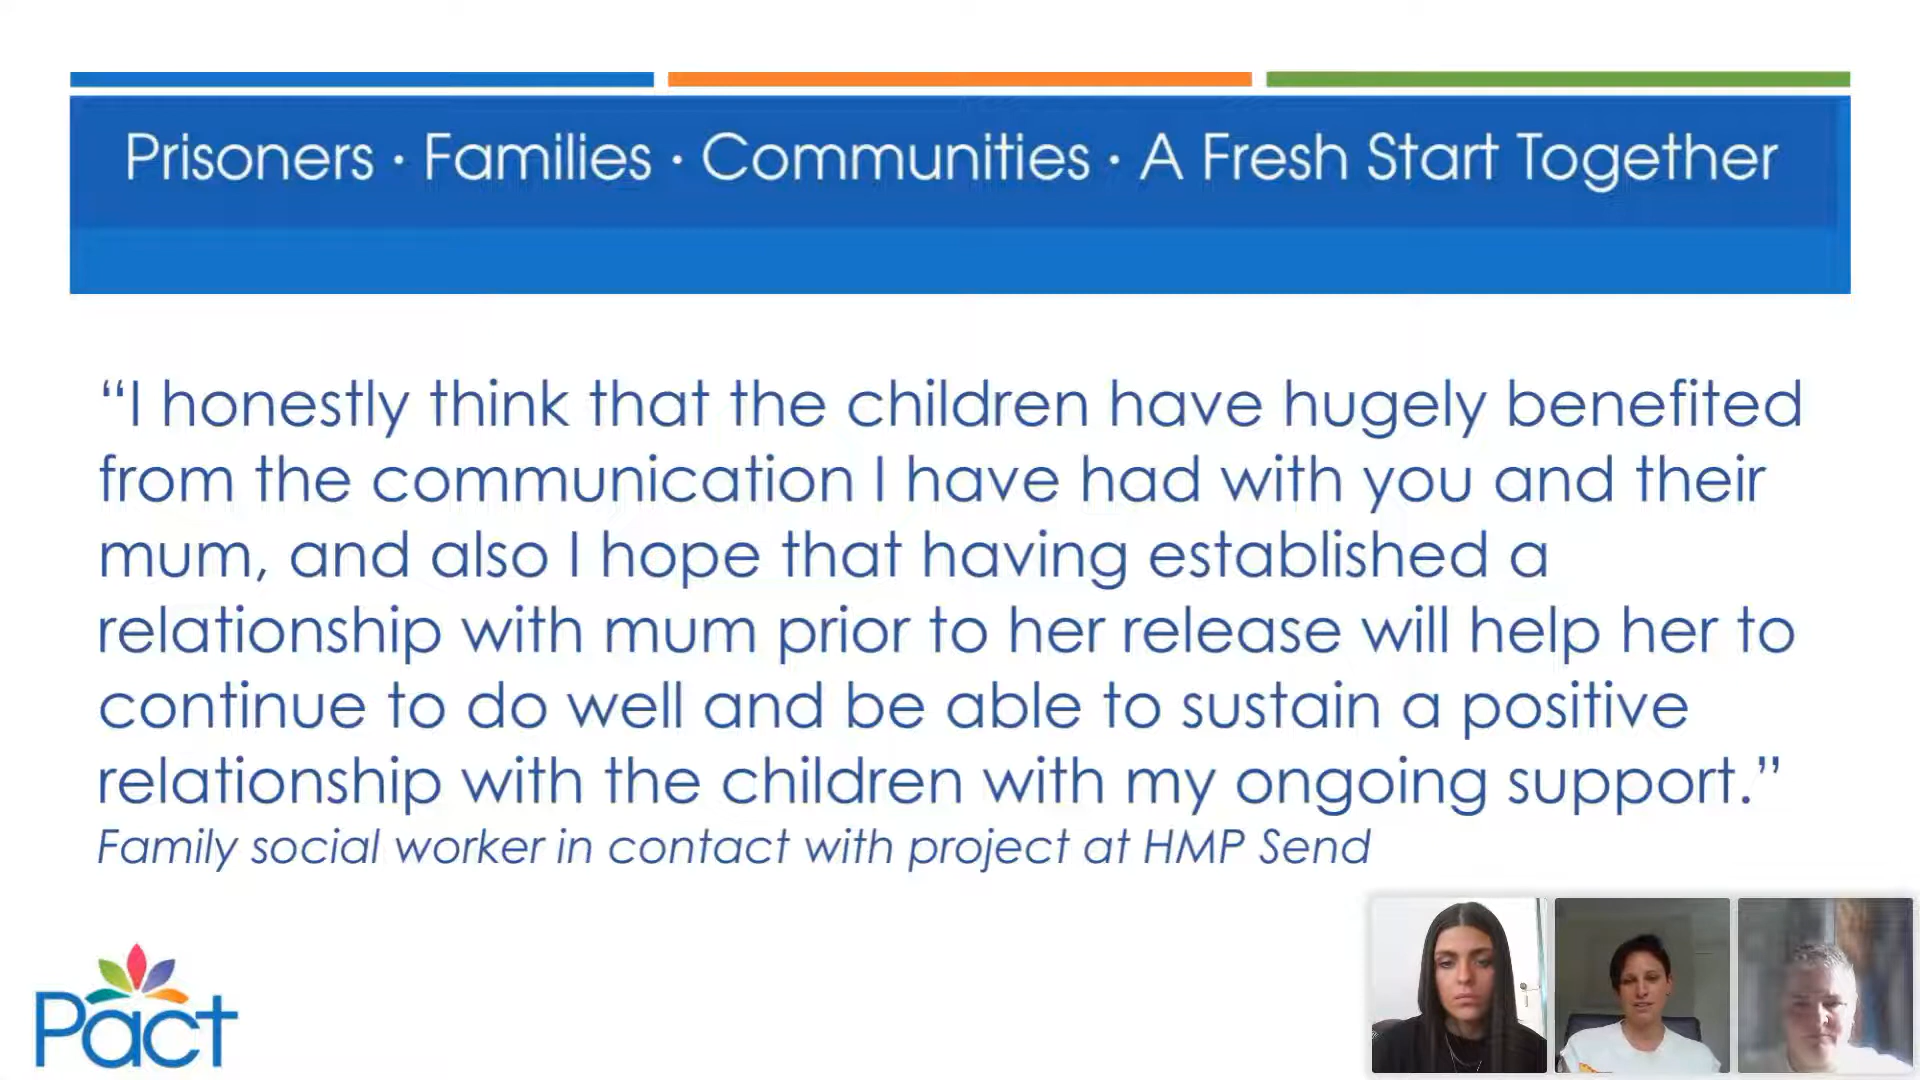 Prisoners · Families · Communities · A Fresh Start Together
“I honestly think that the children have hugely benefited
from the communication I have had with you and their
mum, and also I hope that having established a
relationship with mum prior to her release will help her to
continue to do well and be able to sustain a positive
relationship with the children with my ongoing support.”
Family social worker in contact with project at HMP Send
Pact